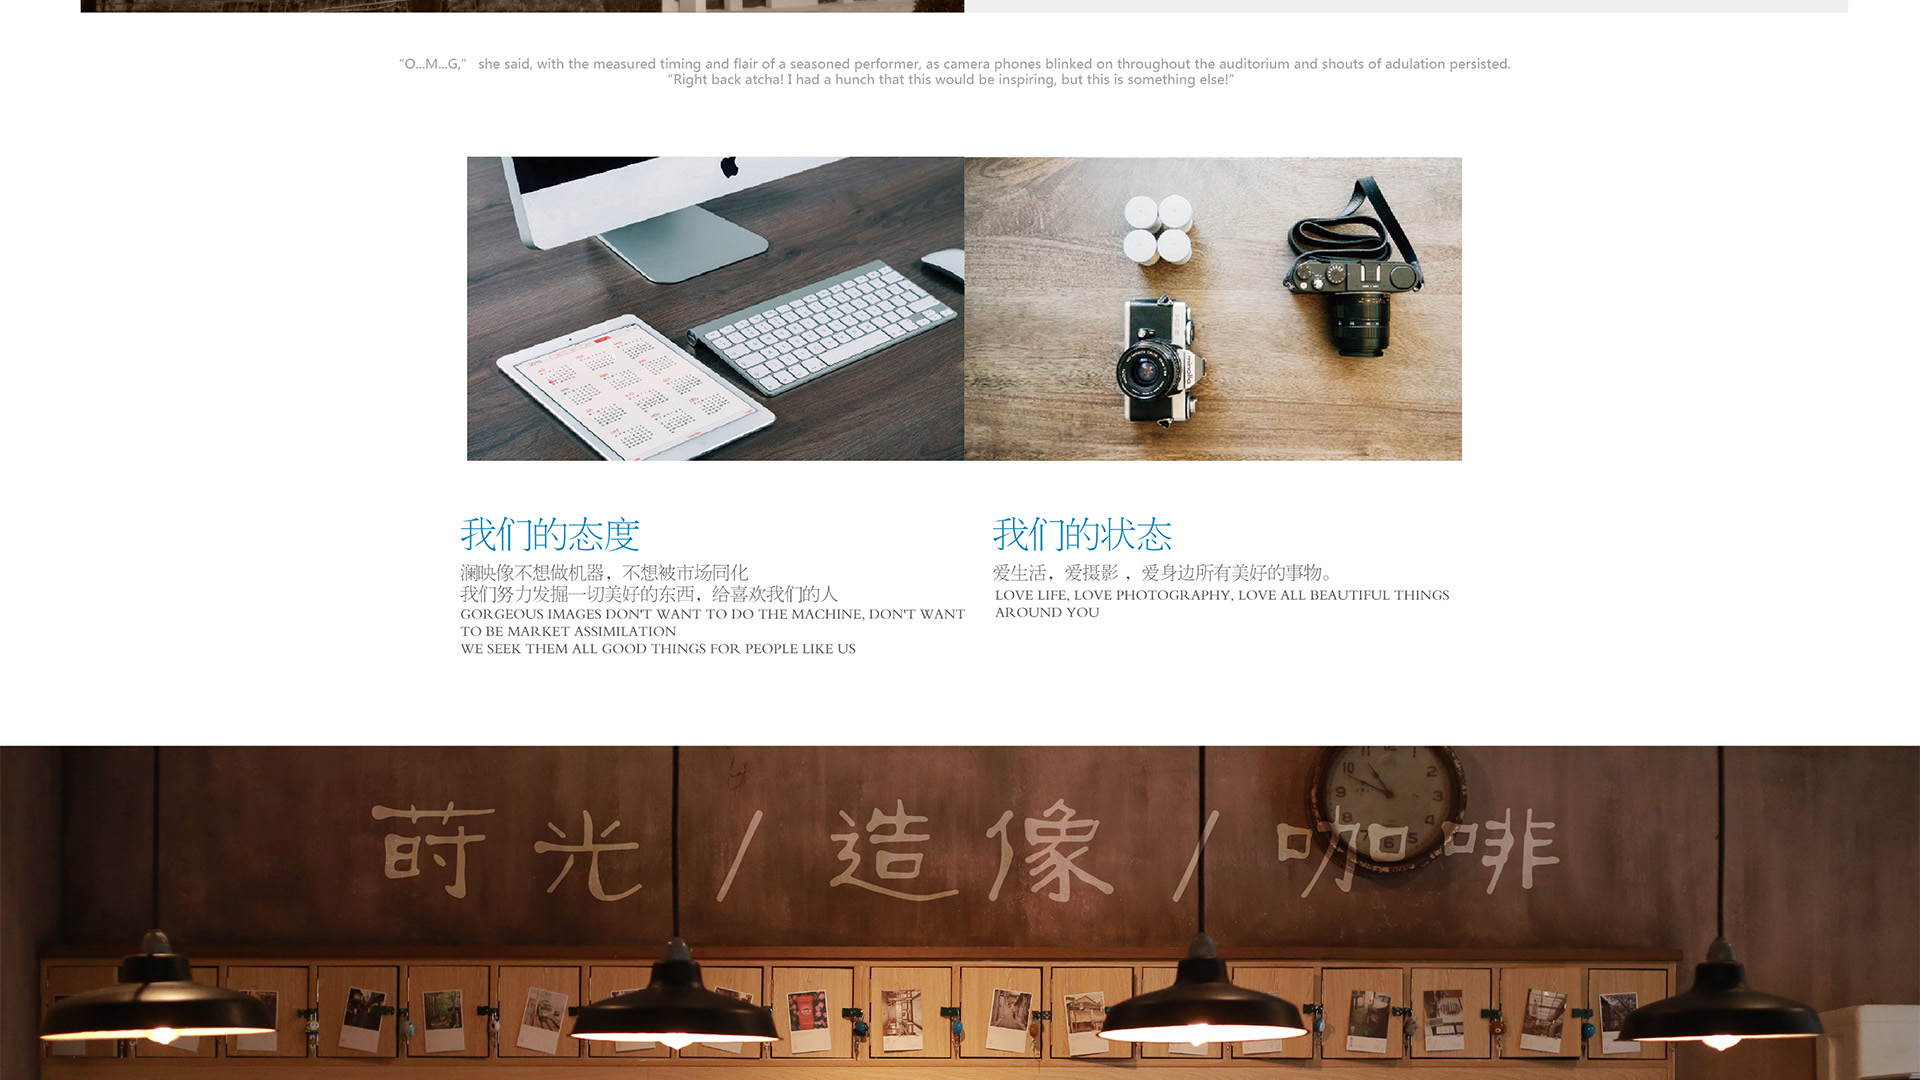 “O...M...G,” she said, with the measured timing and flair of a seasoned performer, as camera phones blinked on throughout the auditorium and shouts of adulation persisted.
“Right back atcha! I had a hunch that this would be inspiring, but this is something else!”
我们的态度
澜映像不想做机器，不想被市场同化
我们努力发掘一切美好的东西，给喜欢我们的人
GORGEOUS IMAGES DON'T WANT TO DO THE MACHINE, DON'T WANT
TO BE MARKET ASSIMILATION
WE SEEK THEM ALL GOOD THINGS FOR PEOPLE LIKE US
我们的状态
爱生活，爱摄影 ，爱身边所有美好的事物。
LOVE LIFE, LOVE PHOTOGRAPHY, LOVE ALL BEAUTIFUL THINGS
AROUND YOU
莳光 / 造像 / 咖啡